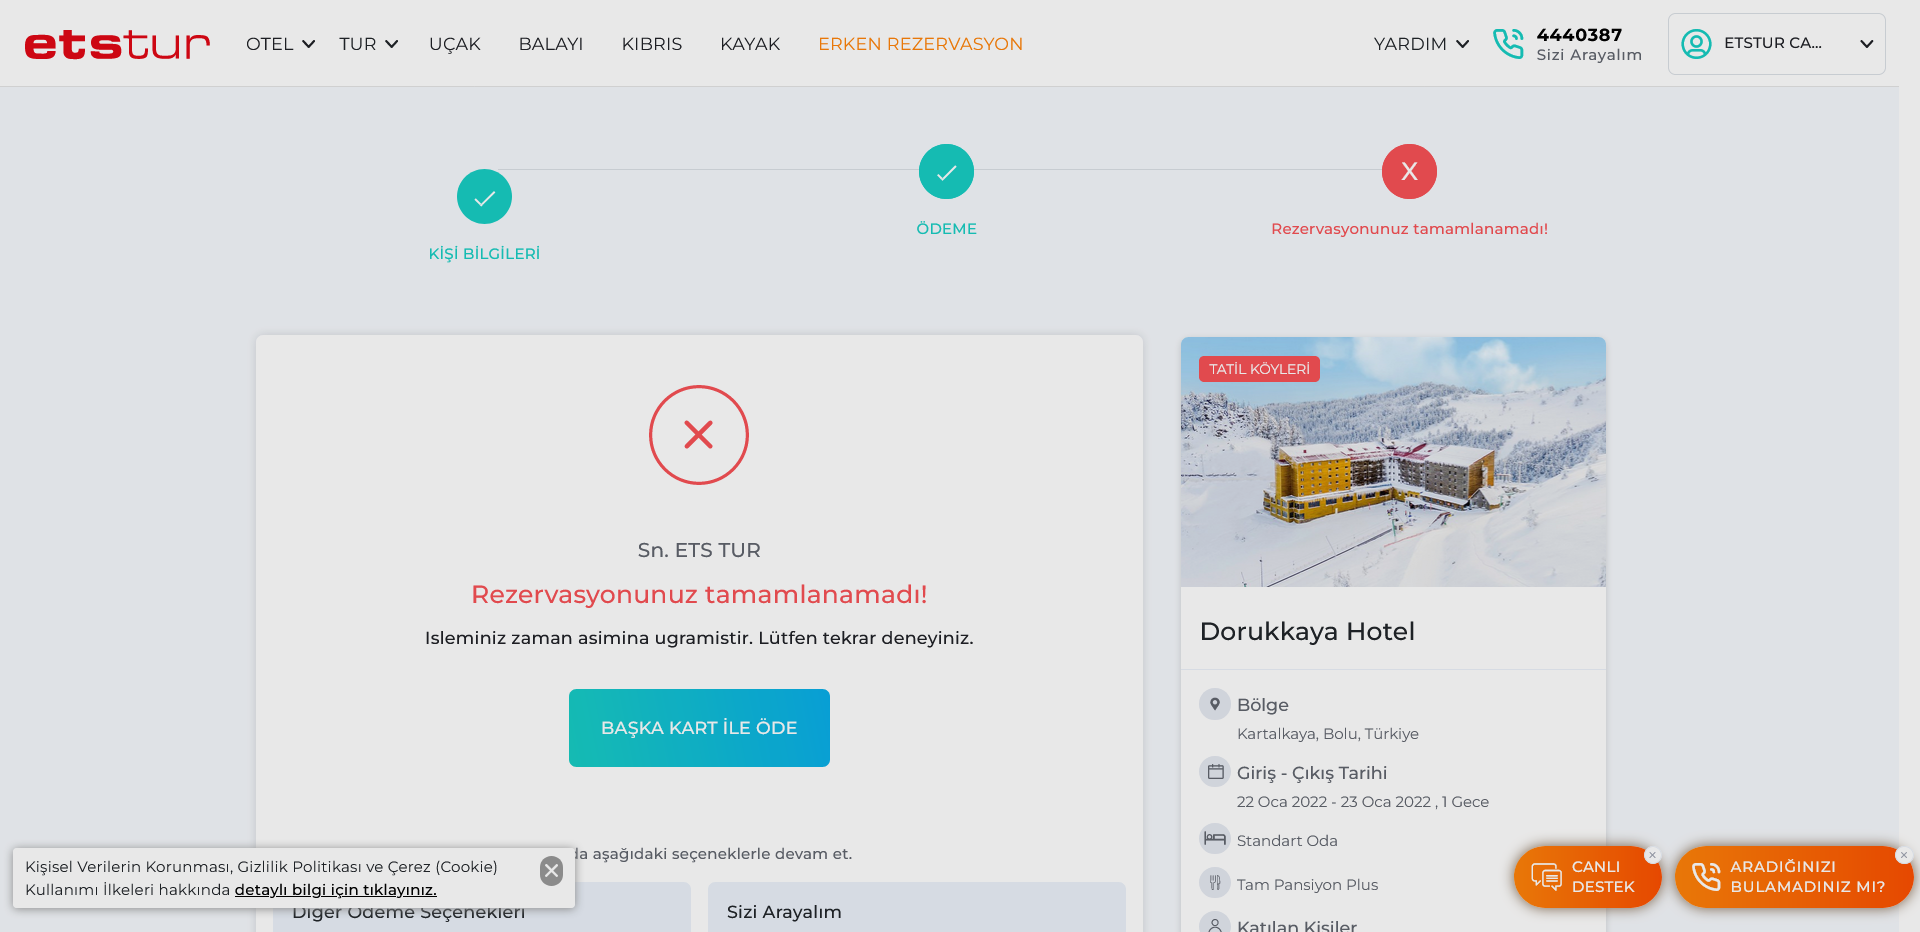 etstur
OTEL
TUR
UÇAK
BALAYI
KIBRIS
KAYAK
ERKEN REZERVASYON
YARDIM
4440387
Sizi Arayalım
ETSTUR CA...
KİŞİ BİLGİLERİ
ÖDEME
X
Rezervasyonunuz tamamlanamadı!
Sn. ETS TUR
Rezervasyonunuz tamamlanamadı!
Isleminiz zaman asimina ugramistir. Lütfen tekrar deneyiniz.
BAŞKA KART İLE ÖDE
da aşağıdaki seçeneklerle devam et.
Diğer Ödeme Seçenekleri
Sizi Arayalım
TATİL KÖYLERİ
Dorukkaya Hotel
Bölge
Kartalkaya, Bolu, Türkiye
Giriş - Çıkış Tarihi
22 Oca 2022 - 23 Oca 2022 , 1 Gece
Standart Oda
Tam Pansiyon Plus
Katılan Kişiler
Kişisel Verilerin Korunması, Gizlilik Politikası ve Çerez (Cookie)
Kullanımı İlkeleri hakkında detaylı bilgi için tıklayınız.
CANLI
DESTEK
ARADIĞINIZI
BULAMADINIZ MI?